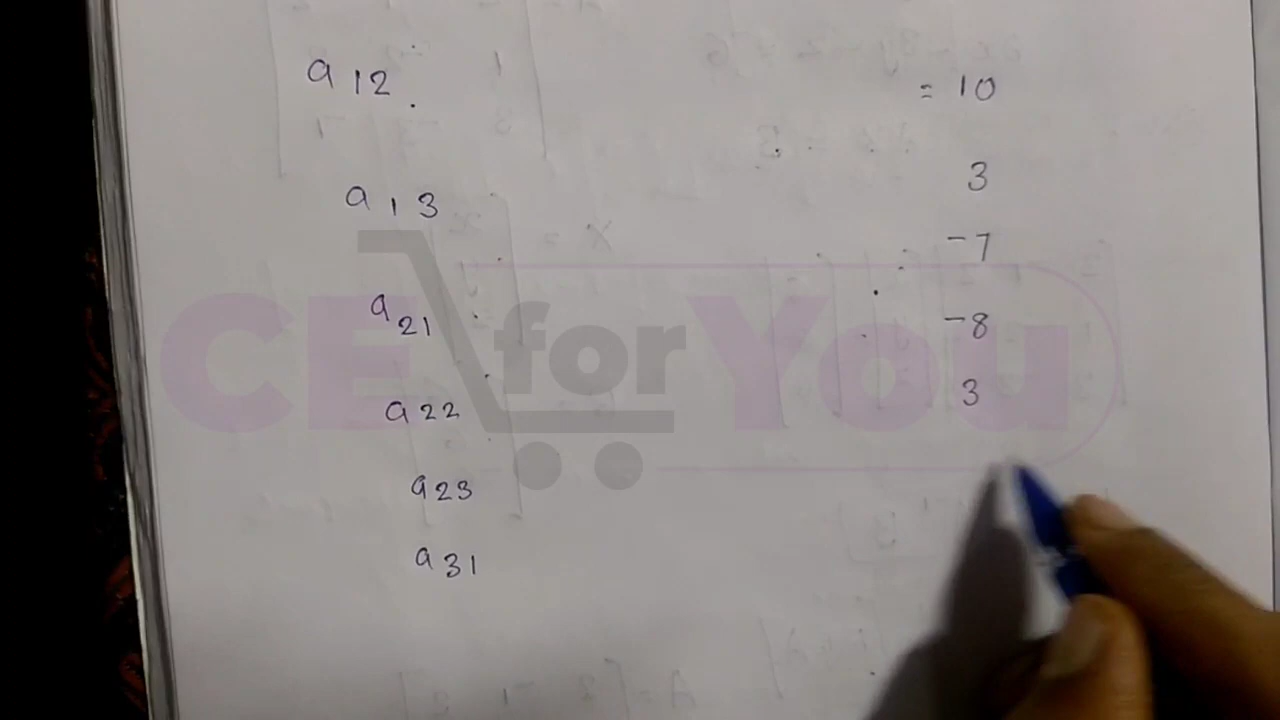 a12 = 10
a13 3
a21 -7
a22 -8
a23 3
a31
CE for You